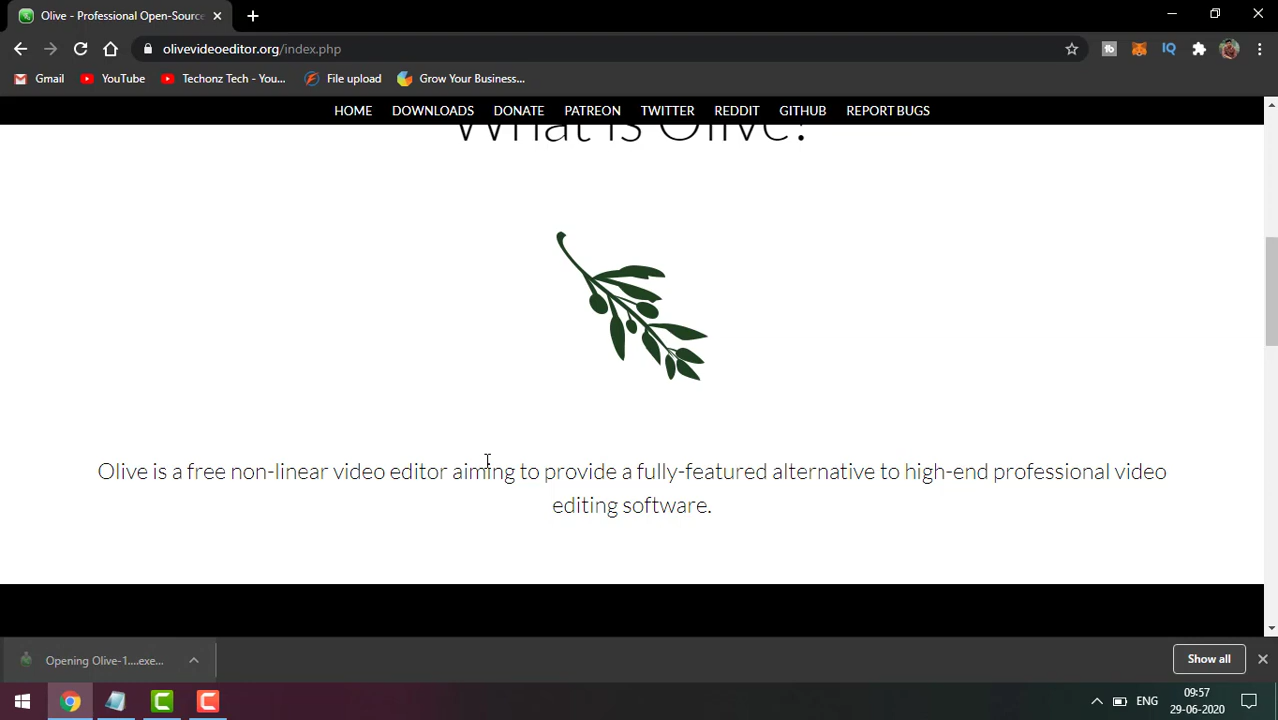 Olive - Professional Open-Source
olivevideoeditor.org/index.php
Gmail
YouTube
Techonz Tech - You...
File upload
Grow Your Business...
HOME
DOWNLOADS
DONATE
PATREON
TWITTER
REDDIT
GITHUB
REPORT BUGS
What is Olive?
Olive is a free non-linear video editor aiming to provide a fully-featured alternative to high-end professional video
editing software.
Opening Olive-1....exe...
Show all
ENG
09:57
29-06-2020